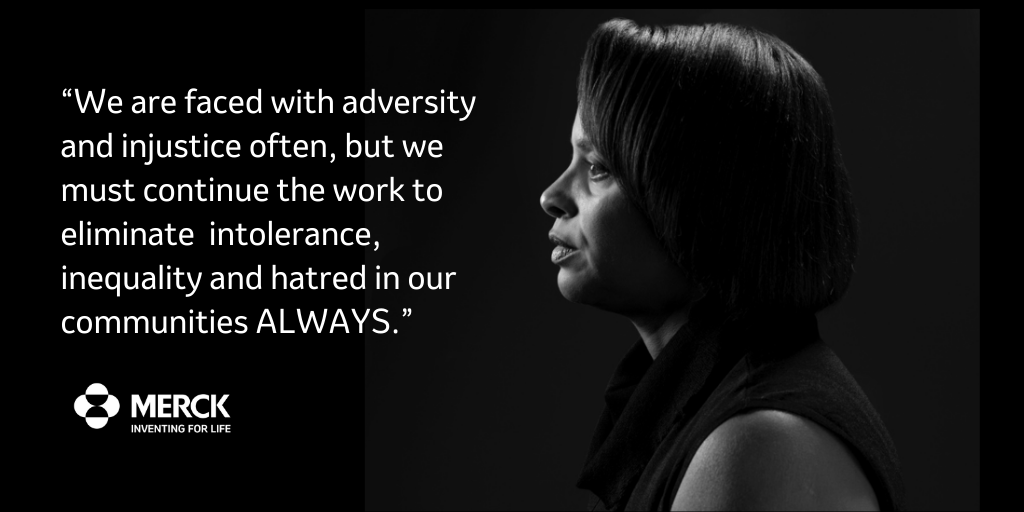 “We are faced with adversity
and injustice often, but we
must continue the work to
eliminate  intolerance,
inequality and hatred in our
communities ALWAYS.”
MERCK
INVENTING FOR LIFE